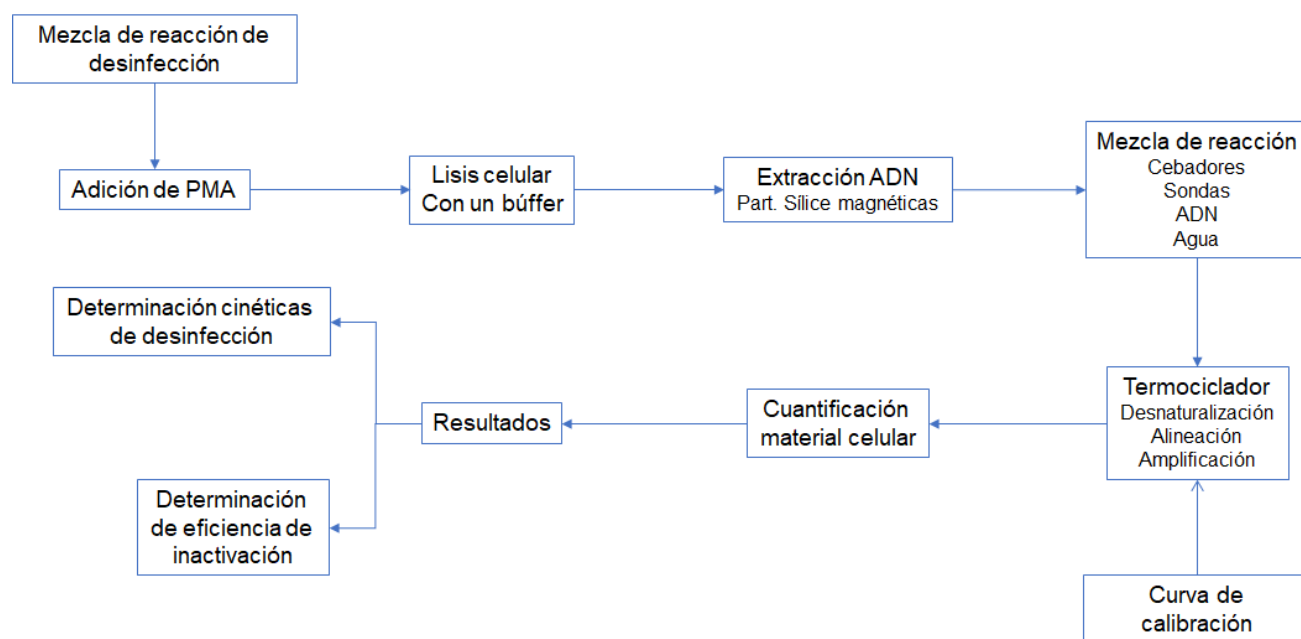 Mezcla de reacción de
desinfección
Adición de PMA
Lisis celular
Con un búffer
Extracción ADN
Part. Sílice magnéticas
Mezcla de reacción
Cebadores
Sondas
ADN
Agua
Termociclador
Desnaturalización
Alineación
Amplificación
Curva de
calibración
Cuantificación
material celular
Resultados
Determinación cinéticas
de desinfección
Determinación
de eficiencia de
inactivación